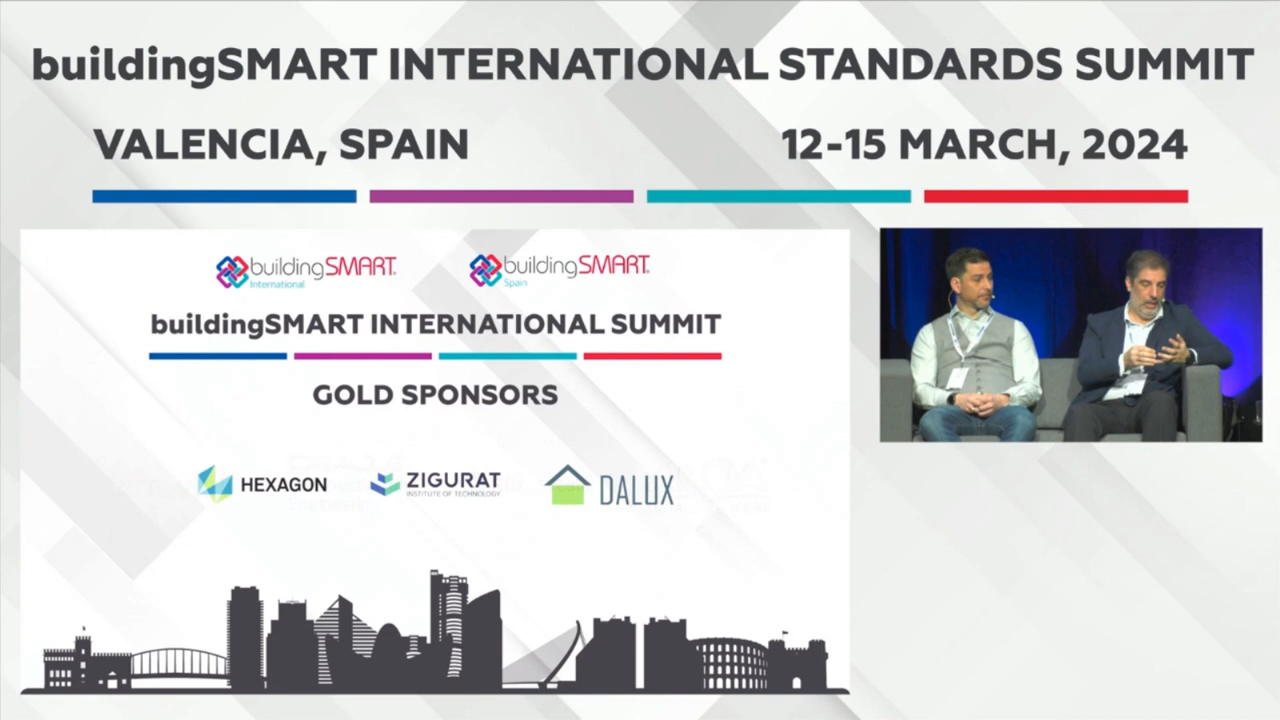 buildingSMART INTERNATIONAL STANDARDS SUMMIT
VALENCIA, SPAIN
12-15 MARCH, 2024
buildingSMART
International
buildingSMART
Spain
buildingSMART INTERNATIONAL SUMMIT
GOLD SPONSORS
HEXAGON
ZIGURAT
INSTITUTE OF TECHNOLOGY
DALUX